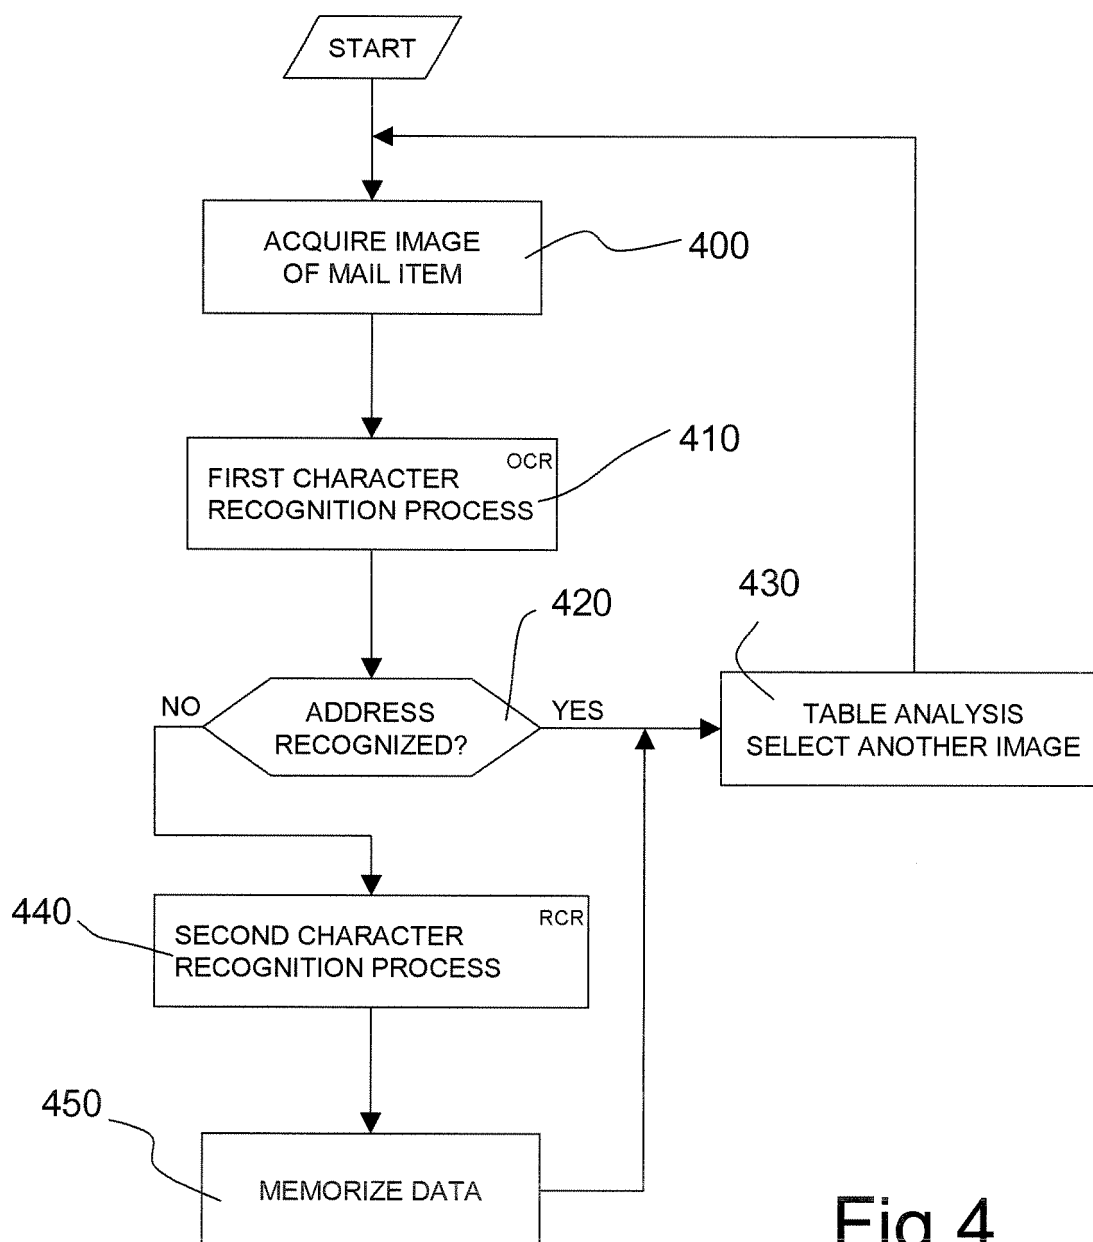 START
ACQUIRE IMAGE
OF MAIL ITEM
400
OCR
FIRST CHARACTER
RECOGNITION PROCESS
410
420
430
NO
ADDRESS
RECOGNIZED?
YES
TABLE ANALYSIS
SELECT ANOTHER IMAGE
440
RCR
SECOND CHARACTER
RECOGNITION PROCESS
450
MEMORIZE DATA
Fig 4